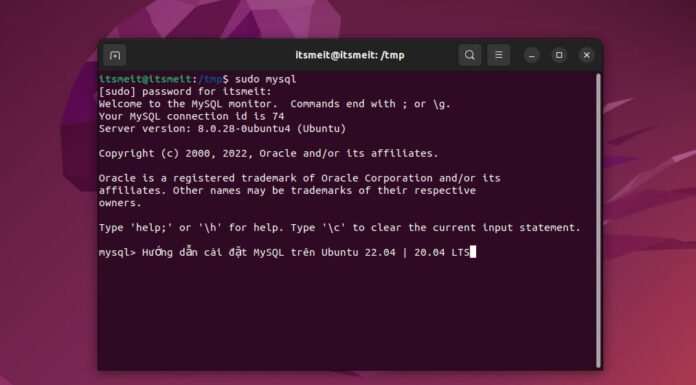 itsmeit@itsmeit: /tmp
itsmeit@itsmeit:/tmp$ sudo mysql
[sudo] password for itsmeit:
Welcome to the MySQL monitor.  Commands end with ; or \g.
Your MySQL connection id is 74
Server version: 8.0.28-0ubuntu4 (Ubuntu)
Copyright (c) 2000, 2022, Oracle and/or its affiliates.
Oracle is a registered trademark of Oracle Corporation and/or its
affiliates. Other names may be trademarks of their respective
owners.
Type 'help;' or '\h' for help. Type '\c' to clear the current input statement.
mysql> Hướng dẫn cài đặt MySQL trên Ubuntu 22.04 | 20.04 LTS